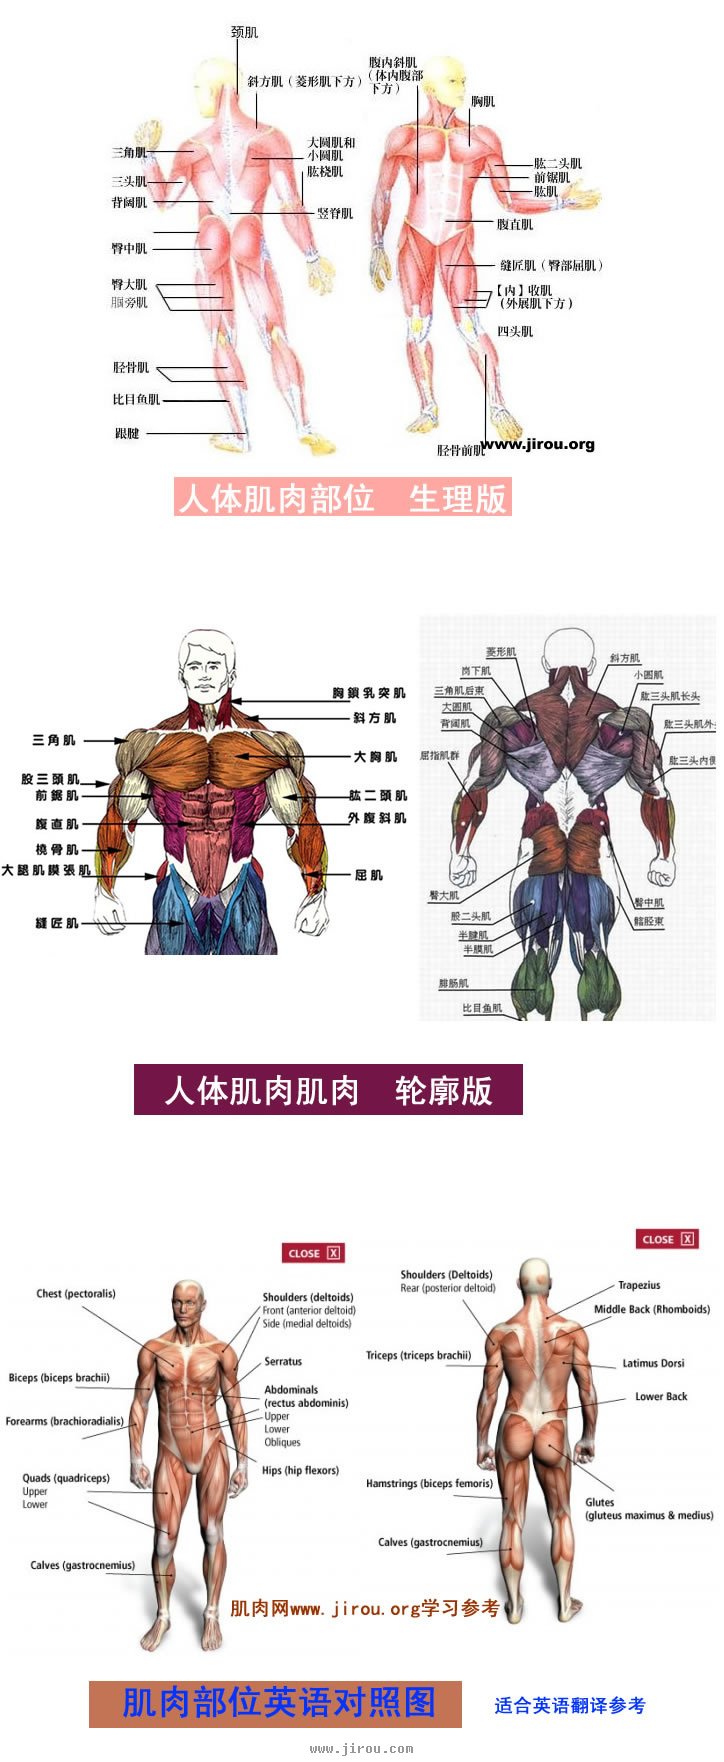 颈肌
斜方肌（菱形肌下方）
三角肌
大圆肌和
小圆肌
肱桡肌
三头肌
背阔肌
竖脊肌
臀中肌
臀大肌
腘旁肌
胫骨肌
比目鱼肌
跟腱
腹内斜肌
（体内腹部
下方）
胸肌
肱二头肌
前锯肌
肱肌
腹直肌
缝匠肌（臀部屈肌）
【内】收肌
（外展肌下方）
四头肌
胫骨前肌
www.jirou.org
人体肌肉部位 生理版
胸鎖乳突肌
斜方肌
三角肌
大胸肌
股三頭肌
前鋸肌
肱二頭肌
腹直肌
外腹斜肌
橈骨肌
大腿肌膜張肌
屈肌
縫匠肌
菱形肌
斜方肌
岗下肌
小圆肌
三角肌后束
肱三头肌长头
大圆肌
背阔肌
肱三头肌外头
屈指肌群
肱三头内侧
臀大肌
臀中肌
股二头肌
髂胫束
半腱肌
半膜肌
腓肠肌
比目鱼肌
人体肌肉肌肉 轮廓版
CLOSE X
Chest (pectoralis)
Shoulders (deltoids)
Front (anterior deltoid)
Side (medial deltoids)
Serratus
Biceps (biceps brachii)
Abdominals
(rectus abdominis)
Upper
Lower
Obliques
Forearms (brachioradialis)
Hips (hip flexors)
Quads (quadriceps)
Upper
Lower
Calves (gastrocnemius)
CLOSE X
Shoulders (Deltoids)
Rear (posterior deltoid)
Trapezius
Middle Back (Rhomboids)
Triceps (triceps brachii)
Latimus Dorsi
Lower Back
Hamstrings (biceps femoris)
Glutes
(gluteus maximus & medius)
Calves (gastrocnemius)
肌肉网www.jirou.org学习参考
肌肉部位英语对照图
适合英语翻译参考
www.jirou.com